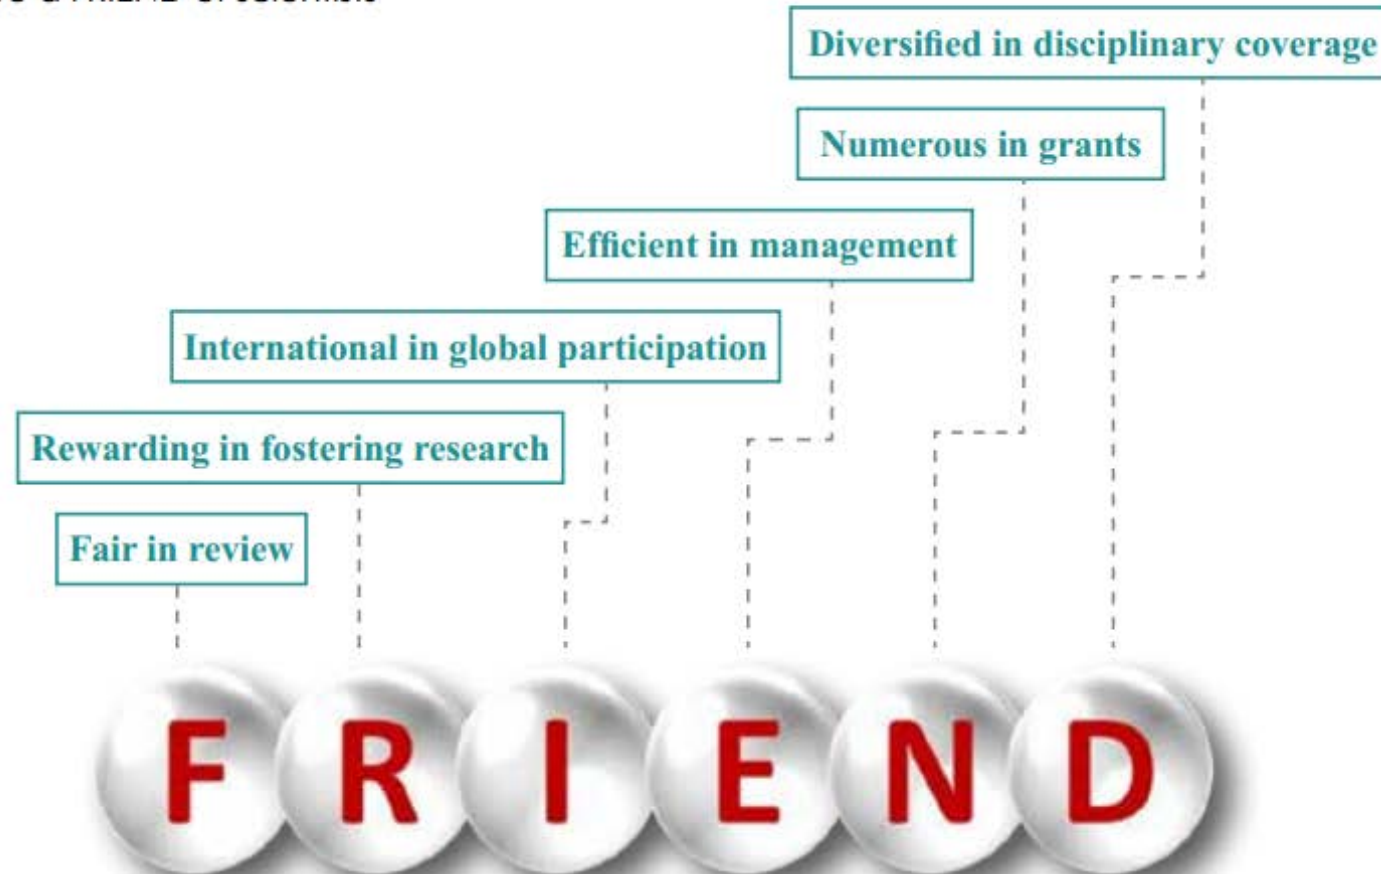 Diversified in disciplinary coverage
Numerous in grants
Efficient in management
International in global participation
Rewarding in fostering research
Fair in review
F R I E N D